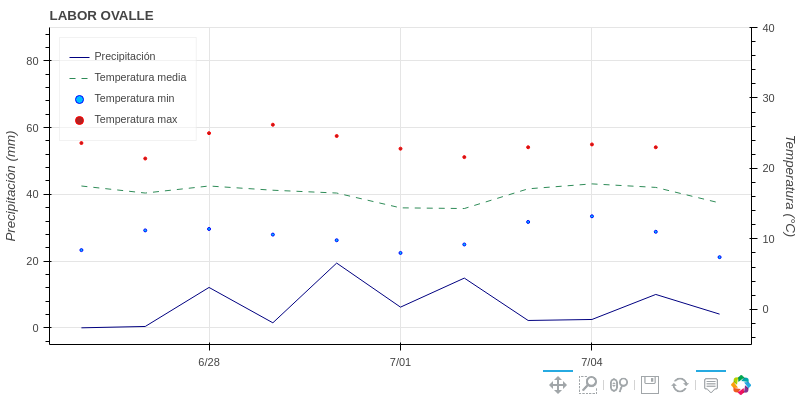 LABOR OVALLE
Precipitación
Temperatura media
Temperatura min
Temperatura max
Precipitación (mm)
80
60
40
20
0
Temperatura (°C)
40
30
20
10
0
6/28
7/01
7/04